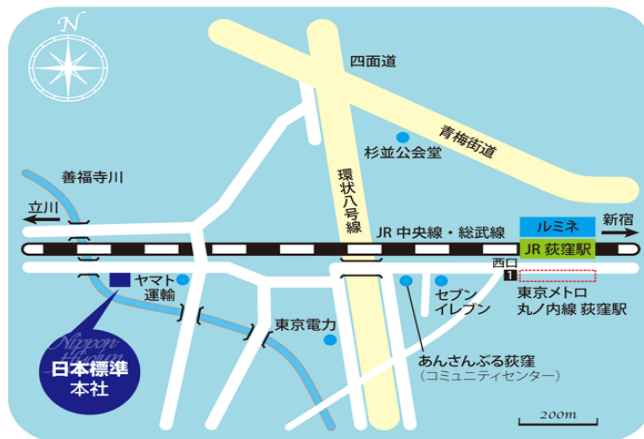 N
四面道
青梅街道
杉並公会堂
環状八号線
善福寺川
立川
新宿
JR 中央線・総武線
ルミネ
JR 荻窪駅
西口
1
東京メトロ
丸ノ内線 荻窪駅
ヤマト
運輸
セブン
イレブン
東京電力
あんさんぶる荻窪
(コミュニティセンター)
日本標準
本社
200m